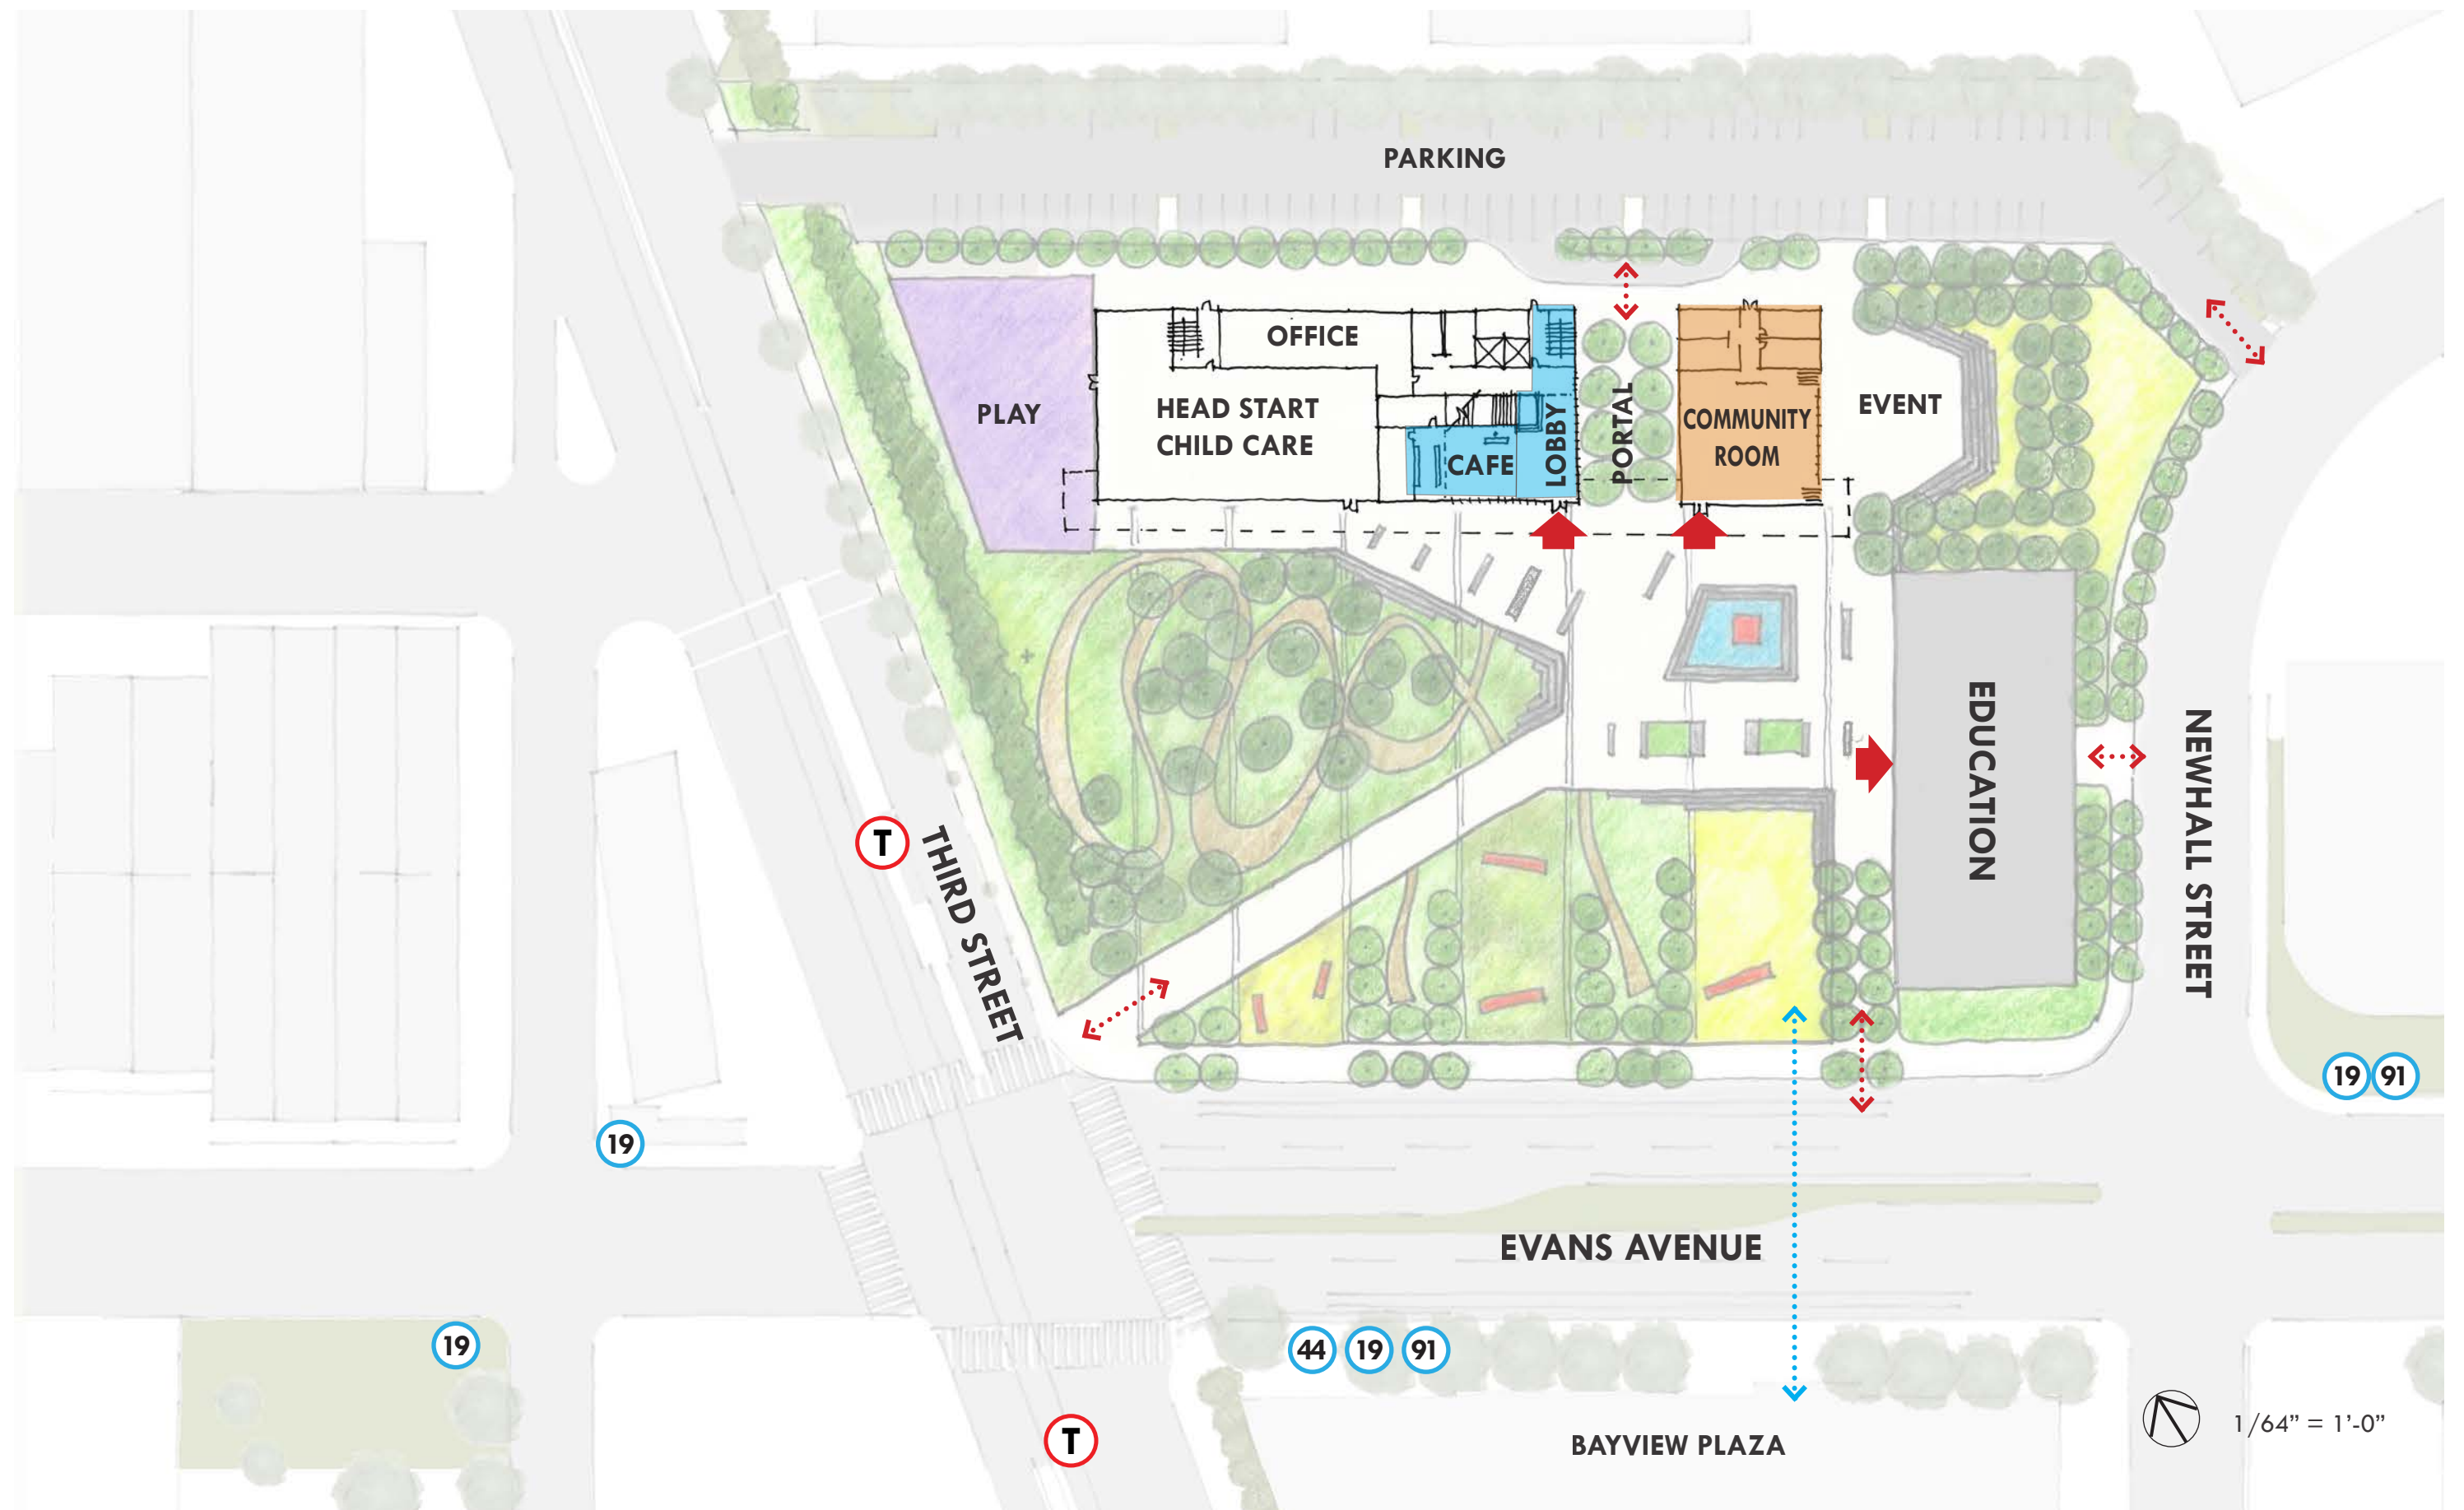 PARKING
OFFICE
PLAY
HEAD START
CHILD CARE
CAFE
LOBBY
PORTAL
COMMUNITY
ROOM
EVENT
EDUCATION
NEWHALL STREET
T
THIRD STREET
19 91
19
EVANS AVENUE
19
44 19 91
T
BAYVIEW PLAZA
1/64” = 1’-0”